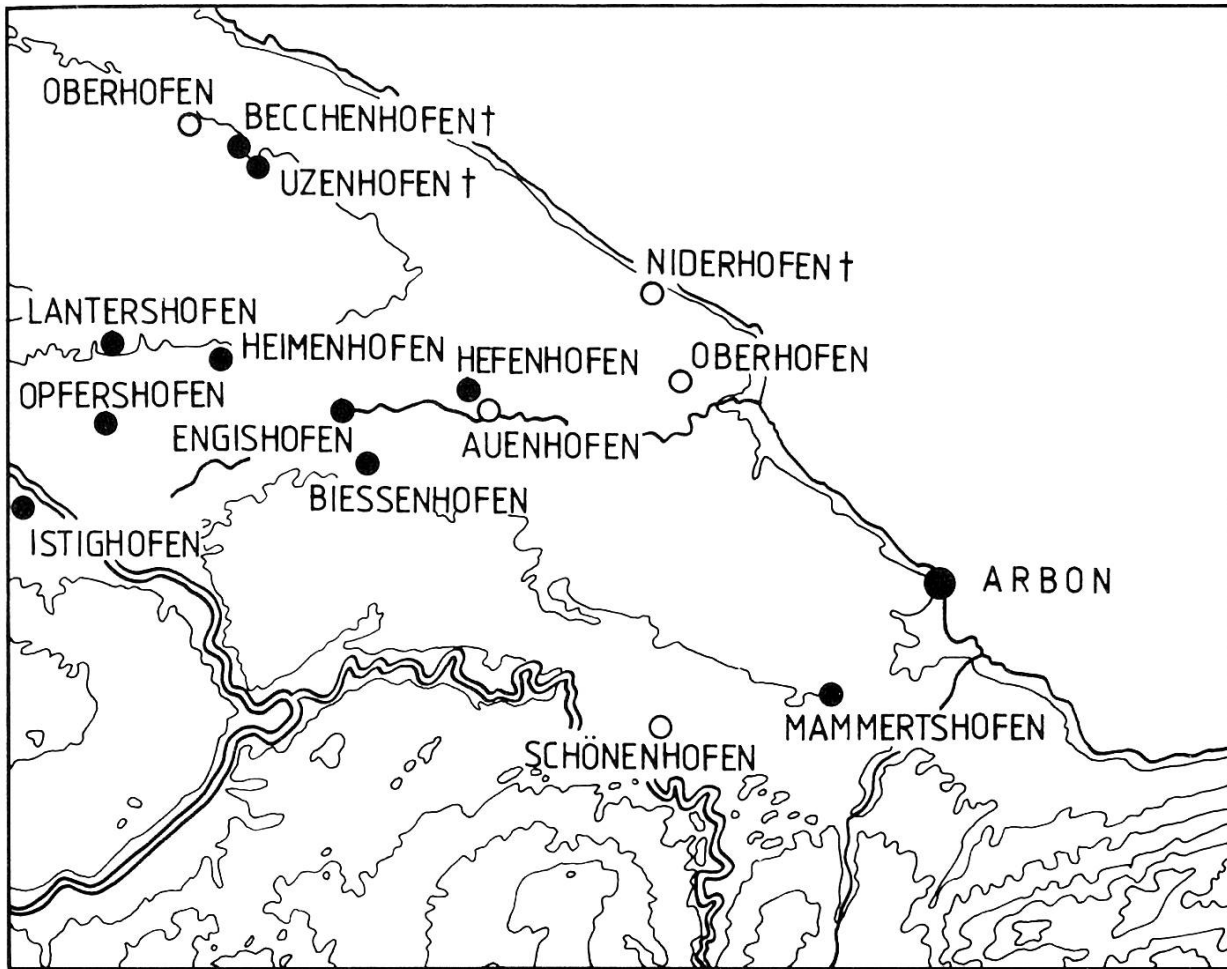 OBERHOFEN
BECCHENHOFEN†
UZENHOFEN†
NIDERHOFEN†
LANTERSHOFEN
HEIMENHOFEN
HEFENHOFEN
OBERHOFEN
OPFERSHOFEN
ENGISHOFEN
AUENHOFEN
BIESSENHOFEN
ISTIGHOFEN
ARBON
MAMMERTSHOFEN
SCHÖNENHOFEN